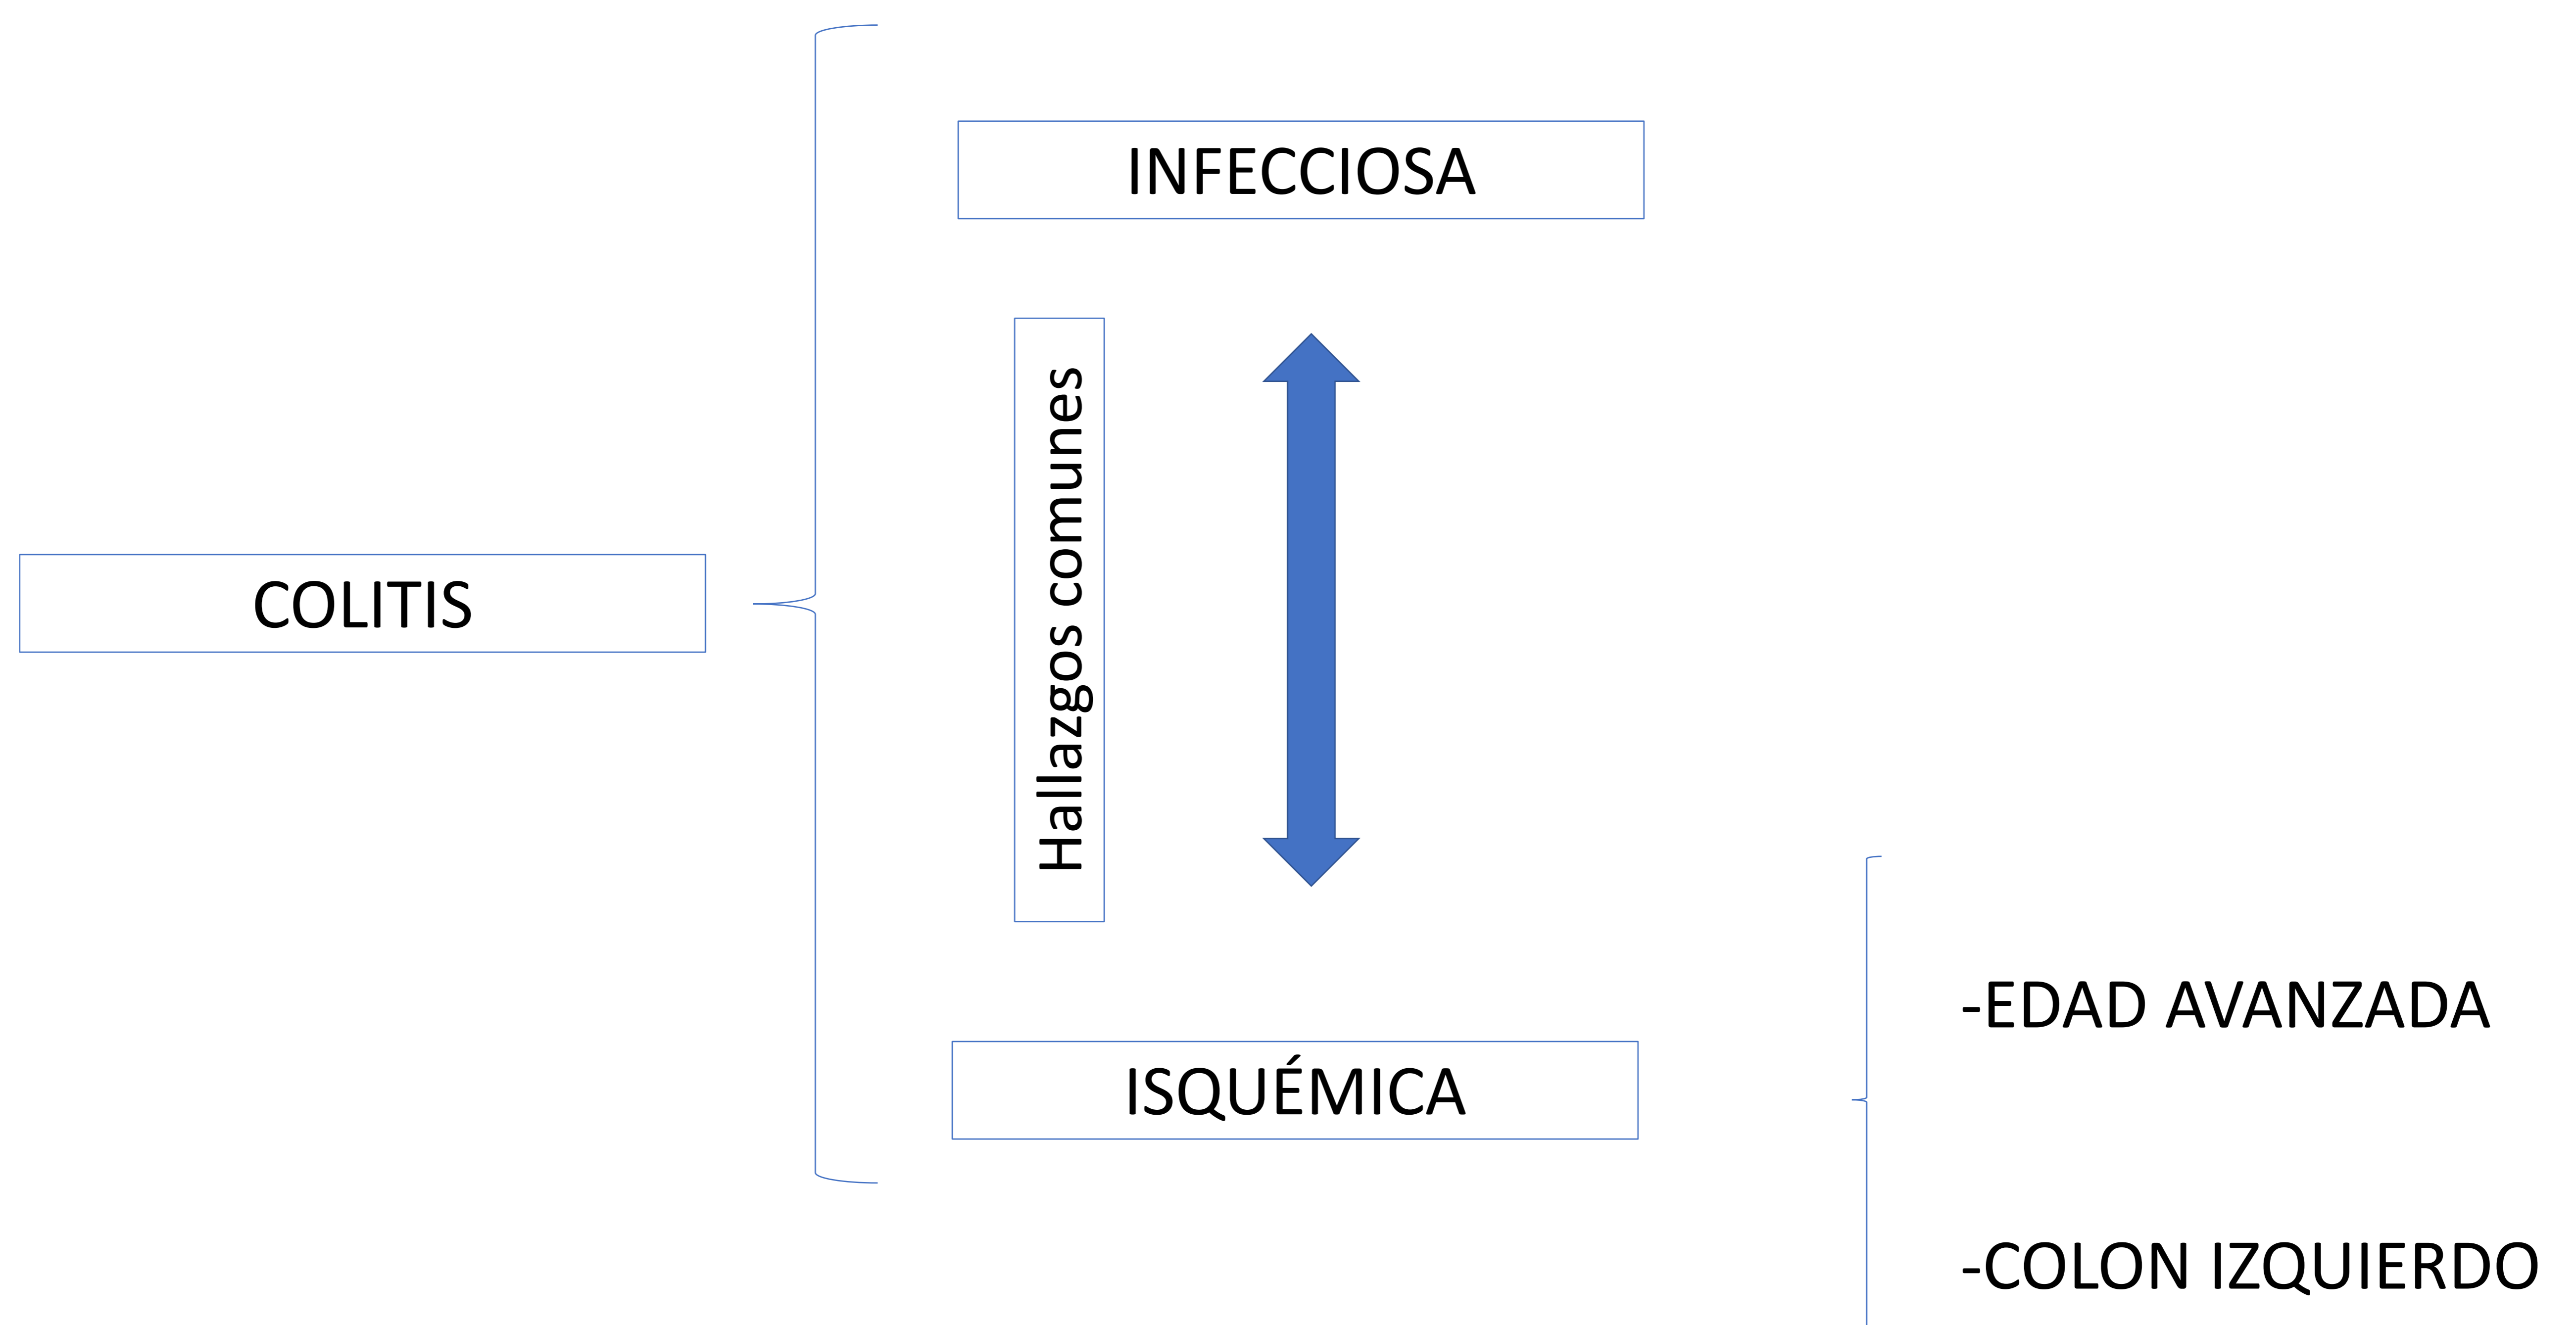 INFECCIOSA
Hallazgos comunes
COLITIS
ISQUÉMICA
-EDAD AVANZADA
-COLON IZQUIERDO